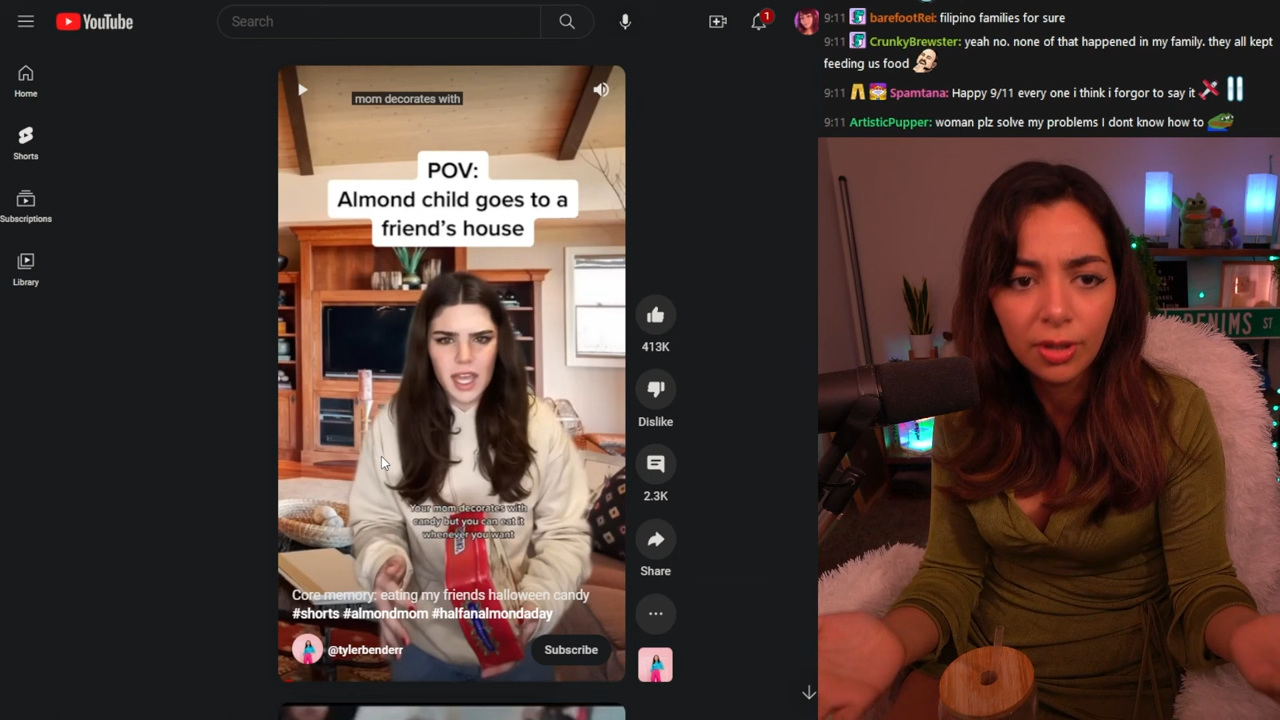 YouTube
Search
1
Home
Shorts
Subscriptions
Library
mom decorates with
POV:
Almond child goes to a
friend's house
Your mom decorates with
candy but you can eat it
whenever you want
Core memory: eating my friends halloween candy
#shorts #almondmom #halfanalmondaday
@tylerbenderr
Subscribe
413K
Dislike
2.3K
Share
9:11 barefootRei: filipino families for sure
9:11 CrunkyBrewster: yeah no. none of that happened in my family. they all kept
feeding us food
9:11 Spamtana: Happy 9/11 every one i think i forgor to say it
9:11 ArtisticPupper: woman plz solve my problems I dont know how to
ENIMS ST